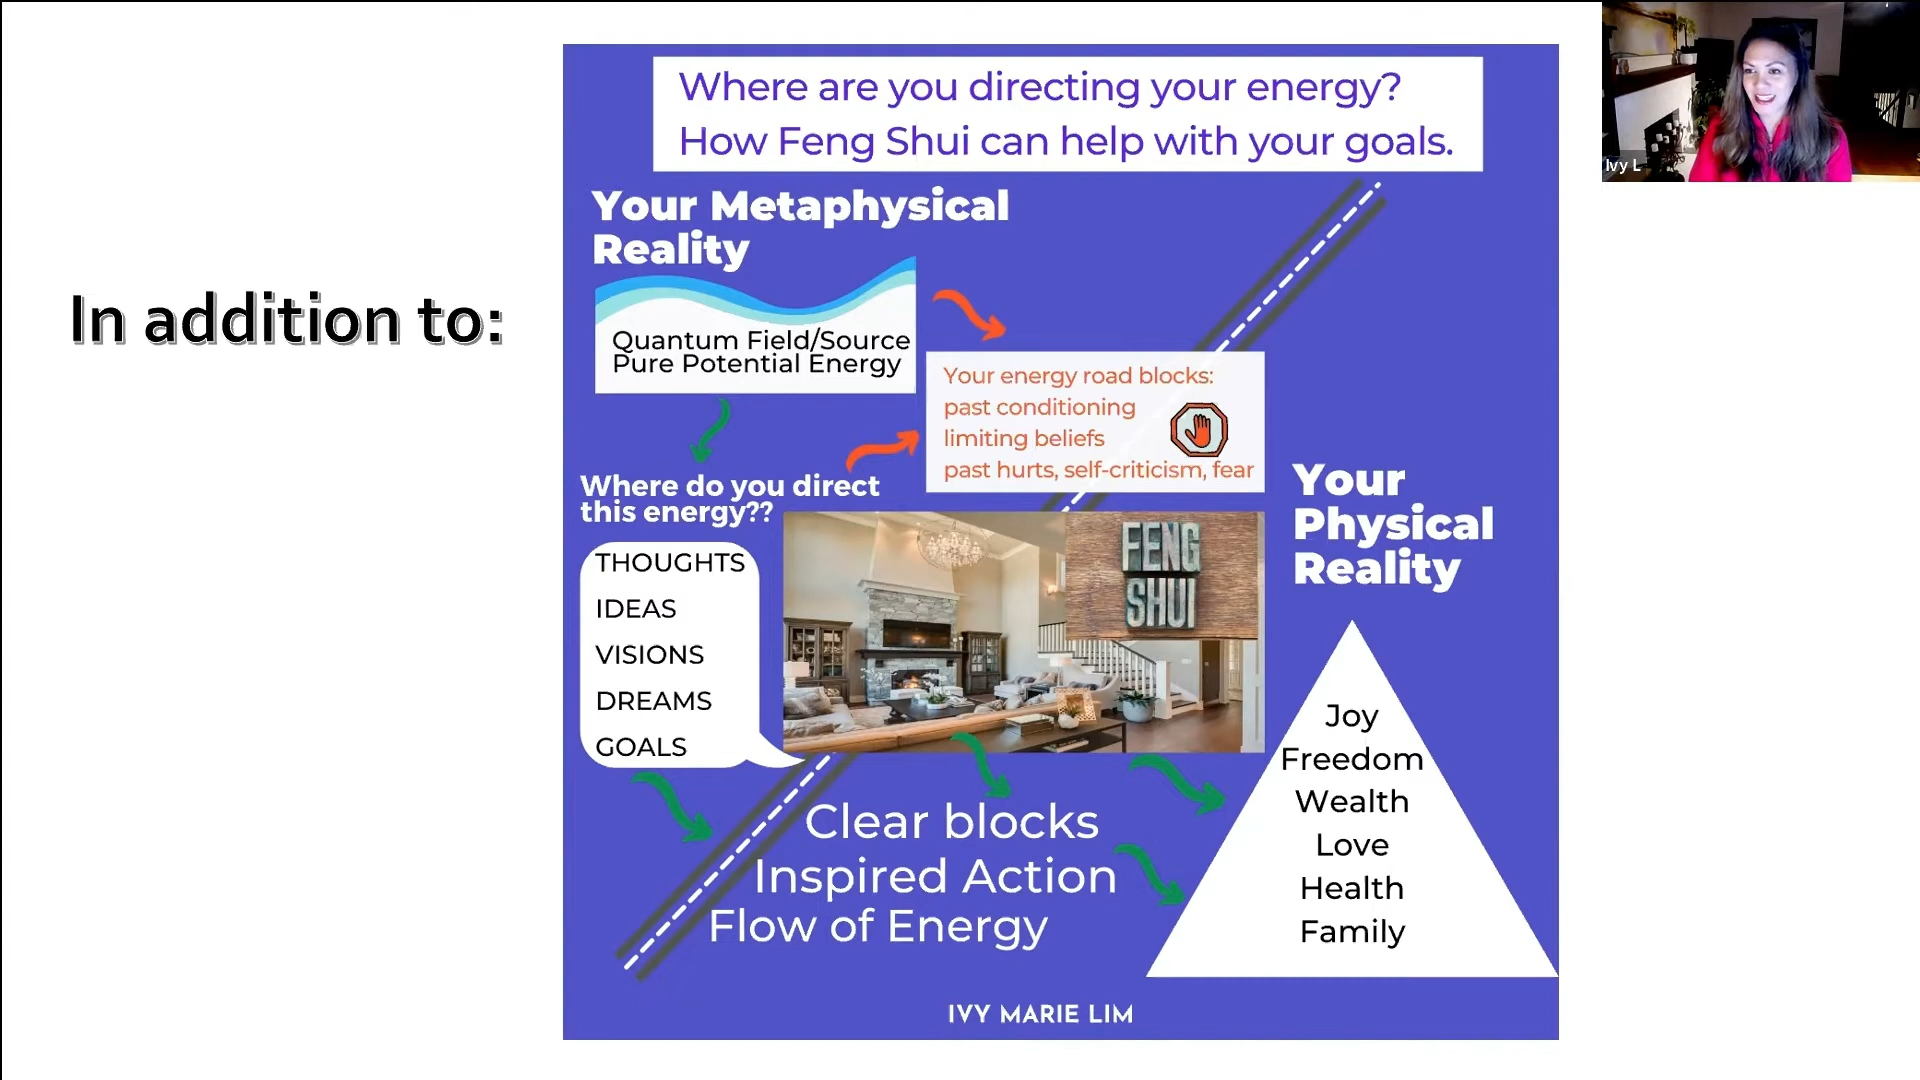 In addition to:
Where are you directing your energy?
How Feng Shui can help with your goals.
Your Metaphysical
Reality
Quantum Field/Source
Pure Potential Energy
Your energy road blocks:
past conditioning
limiting beliefs
past hurts, self-criticism, fear
Where do you direct
this energy??
THOUGHTS
IDEAS
VISIONS
DREAMS
GOALS
FENG
SHUI
Your
Physical
Reality
Joy
Freedom
Wealth
Love
Health
Family
Clear blocks
Inspired Action
Flow of Energy
IVY MARIE LIM
Ivy L